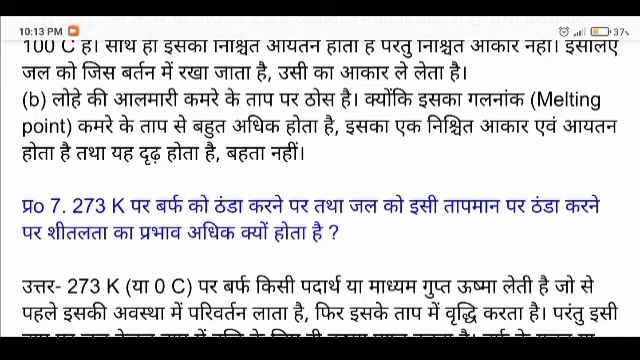 10:13 PM
37%
100 C है। साथ ही इसका निश्चित आयतन होता है परंतु निश्चित आकार नहीं। इसलिए
जल को जिस बर्तन में रखा जाता है, उसी का आकार ले लेता है।
(b) लोहे की आलमारी कमरे के ताप पर ठोस है। क्योंकि इसका गलनांक (Melting
point) कमरे के ताप से बहुत अधिक होता है, इसका एक निश्चित आकार एवं आयतन
होता है तथा यह दृढ़ होता है, बहता नहीं।
प्रo 7. 273 K पर बर्फ को ठंडा करने पर तथा जल को इसी तापमान पर ठंडा करने
पर शीतलता का प्रभाव अधिक क्यों होता है ?
उत्तर- 273 K (या 0 C) पर बर्फ किसी पदार्थ या माध्यम गुप्त ऊष्मा लेती है जो से
पहले इसकी अवस्था में परिवर्तन लाता है, फिर इसके ताप में वृद्धि करता है। परंतु इसी